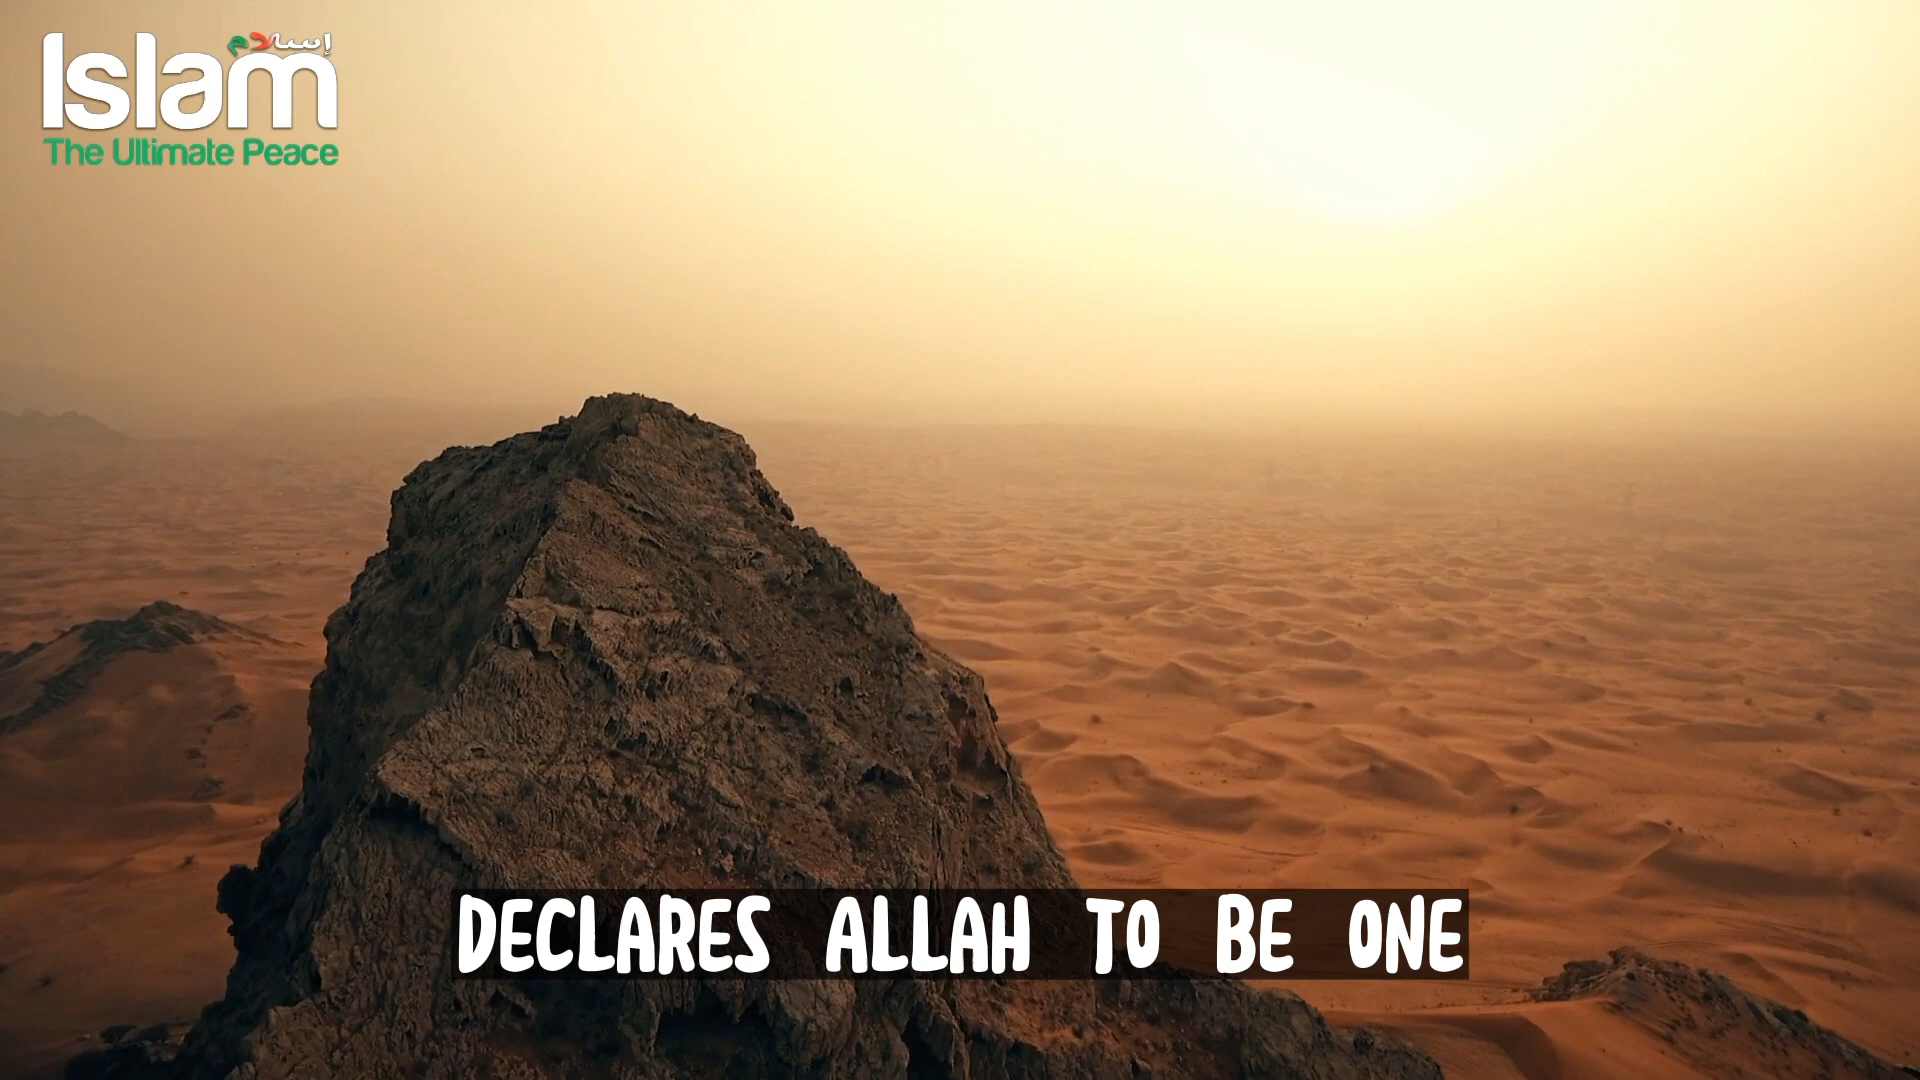 إسلام
Islam
The Ultimate Peace
DECLARES ALLAH TO BE ONE